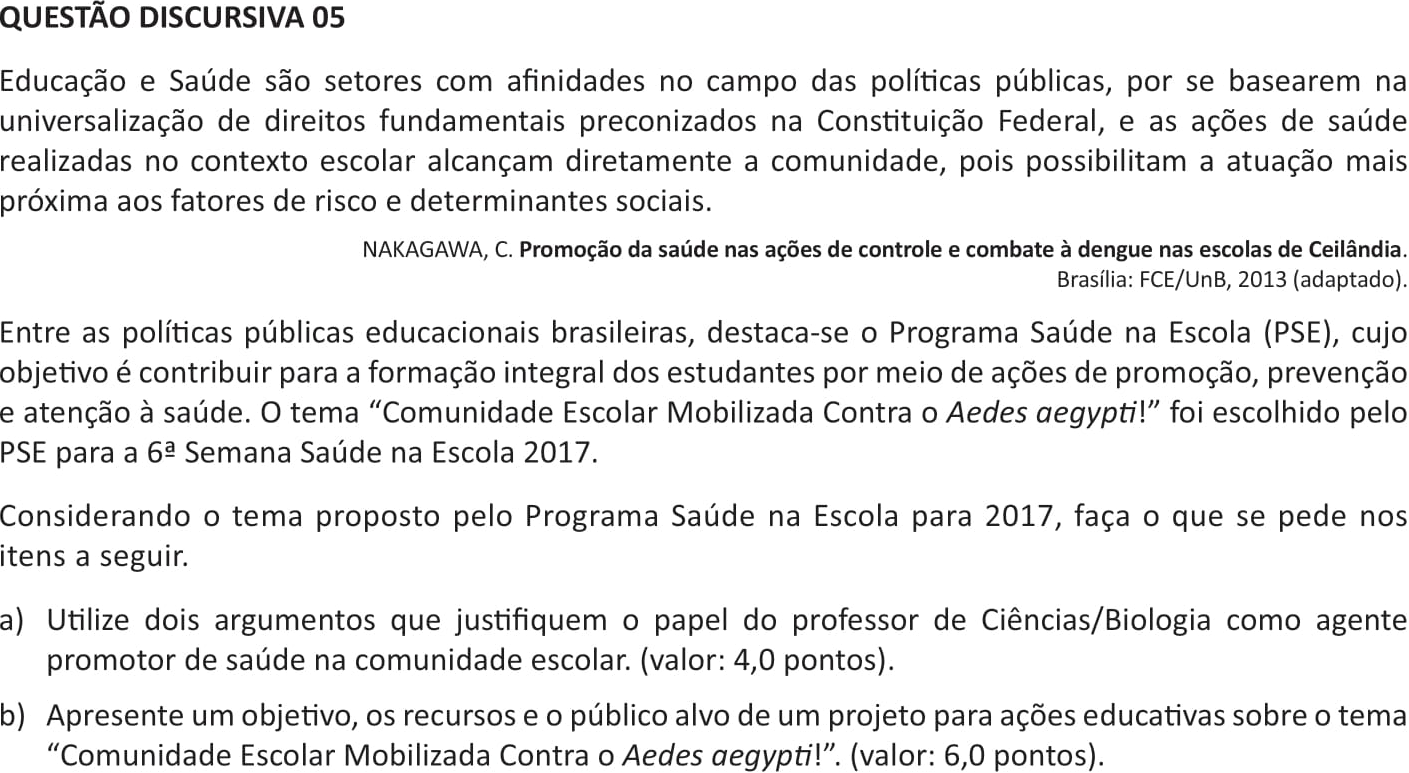 QUESTÃO DISCURSIVA 05
Educação e Saúde são setores com afinidades no campo das políticas públicas, por se basearem na
universalização de direitos fundamentais preconizados na Constituição Federal, e as ações de saúde
realizadas no contexto escolar alcançam diretamente a comunidade, pois possibilitam a atuação mais
próxima aos fatores de risco e determinantes sociais.
NAKAGAWA, C. Promoção da saúde nas ações de controle e combate à dengue nas escolas de Ceilândia.
Brasília: FCE/UnB, 2013 (adaptado).
Entre as políticas públicas educacionais brasileiras, destaca-se o Programa Saúde na Escola (PSE), cujo
objetivo é contribuir para a formação integral dos estudantes por meio de ações de promoção, prevenção
e atenção à saúde. O tema “Comunidade Escolar Mobilizada Contra o Aedes aegypti!” foi escolhido pelo
PSE para a 6ª Semana Saúde na Escola 2017.
Considerando o tema proposto pelo Programa Saúde na Escola para 2017, faça o que se pede nos
itens a seguir.
a) Utilize dois argumentos que justifiquem o papel do professor de Ciências/Biologia como agente
promotor de saúde na comunidade escolar. (valor: 4,0 pontos).
b) Apresente um objetivo, os recursos e o público alvo de um projeto para ações educativas sobre o tema
“Comunidade Escolar Mobilizada Contra o Aedes aegypti!”. (valor: 6,0 pontos).